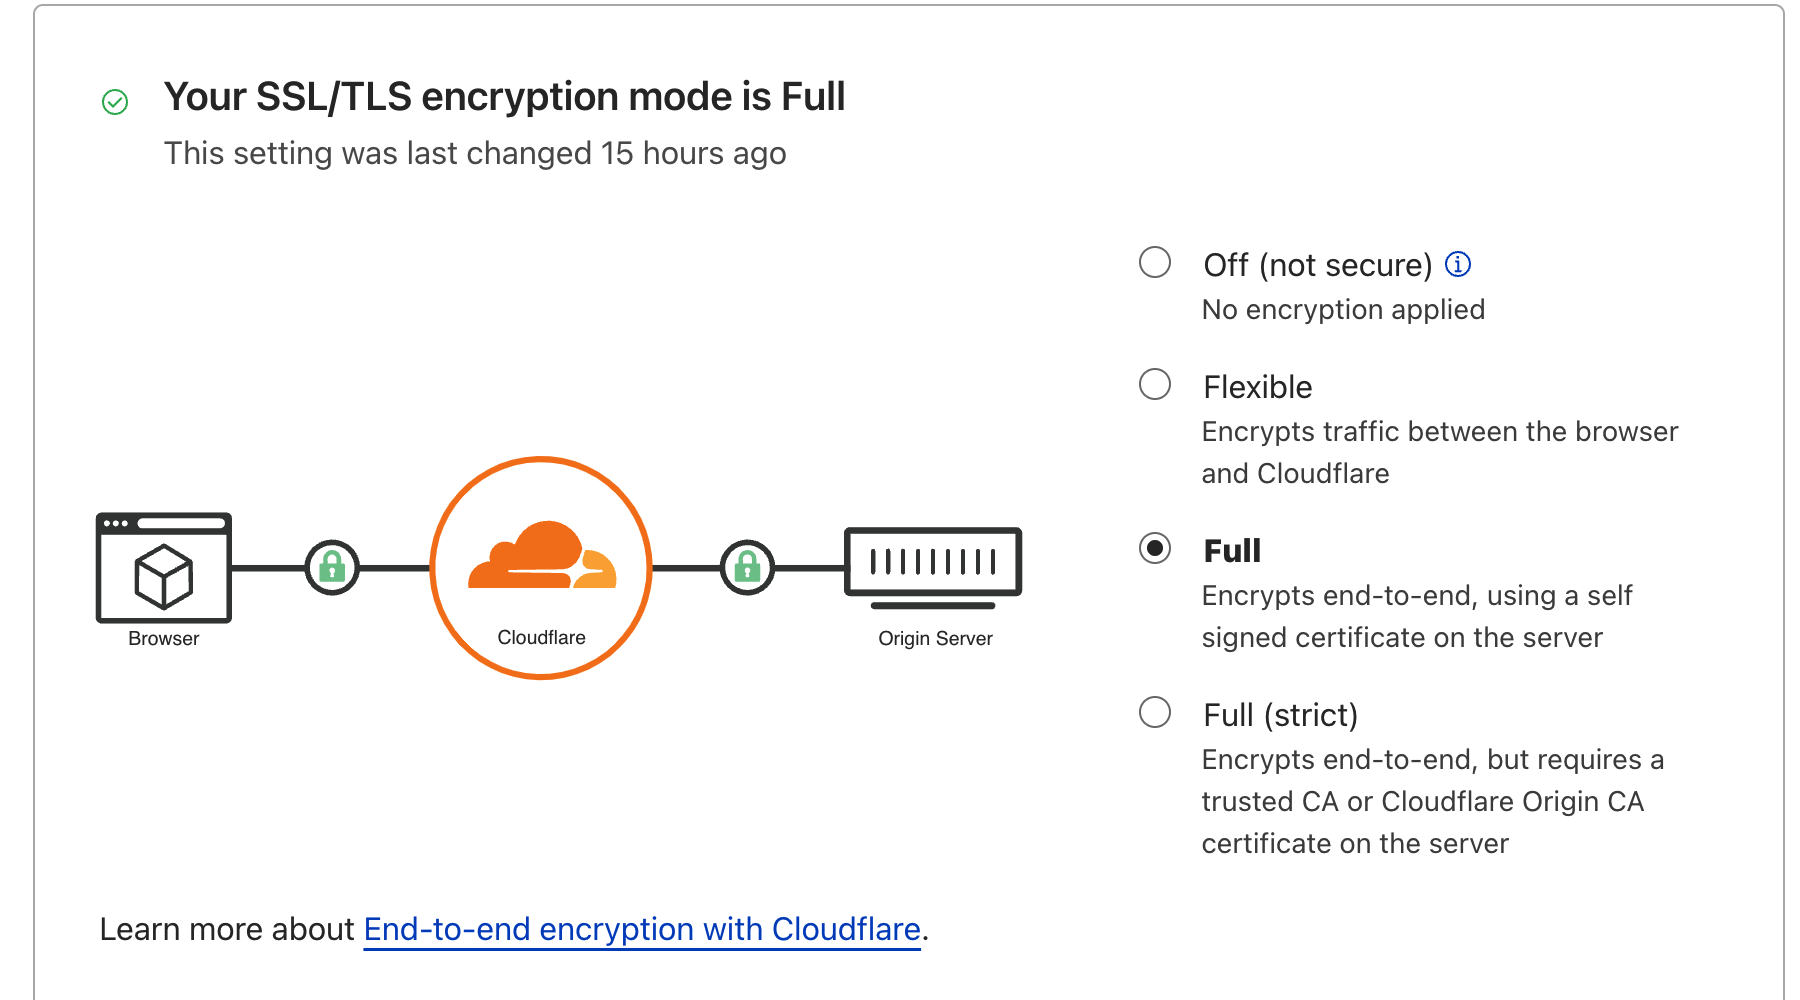 Your SSL/TLS encryption mode is Full
This setting was last changed 15 hours ago
Off (not secure)
No encryption applied
Flexible
Encrypts traffic between the browser
and Cloudflare
Full
Encrypts end-to-end, using a self
signed certificate on the server
Full (strict)
Encrypts end-to-end, but requires a
trusted CA or Cloudflare Origin CA
certificate on the server
Browser
Cloudflare
Origin Server
Learn more about End-to-end encryption with Cloudflare.